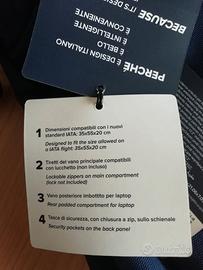 BECAUSE
IT'S DESIG
È CONVENIENTE
È BELLO
È INTELLIGENTE
È DESIGN ITALIANO
PERCHÉ
1 Dimensioni compatibili con i nuovi
standard IATA: 35x55x20 cm
Designed to fit the size allowed on
a IATA flight: 35x55x20 cm
2 Tiretti del vano principale compatibili
con lucchetto (non incluso)
Lockable zippers on main compartment
(lock not included)
3 Vano posteriore imbottito per laptop
Rear padded compartment for laptop
4 Tasca di sicurezza, con chiusura a zip, sullo schienale
Security pockets on the back panel